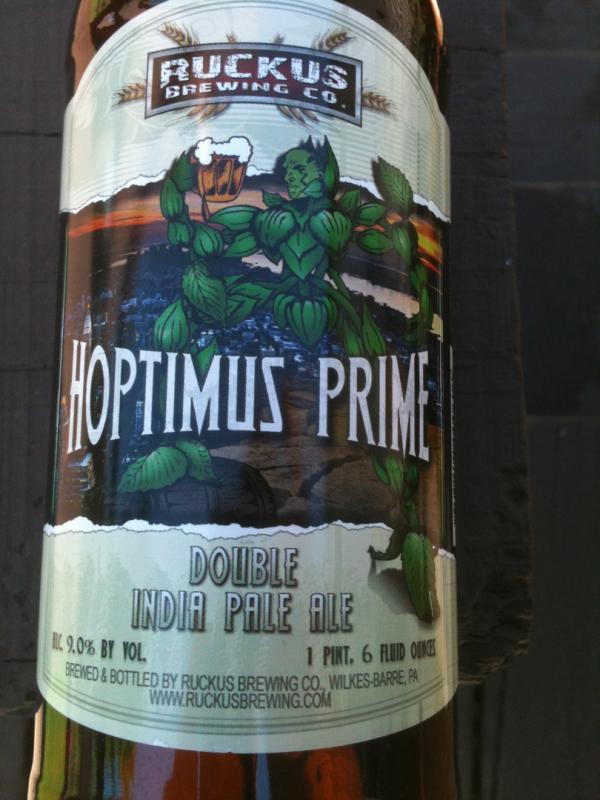 RUCKUS
BREWING CO.
HOPTIMUS PRIME
DOUBLE
INDIA PALE ALE
ALC. 9.0% BY VOL.
1 PINT, 6 FLUID OUNCES
BREWED & BOTTLED BY RUCKUS BREWING CO., WILKES-BARRE, PA
WWW.RUCKUSBREWING.COM